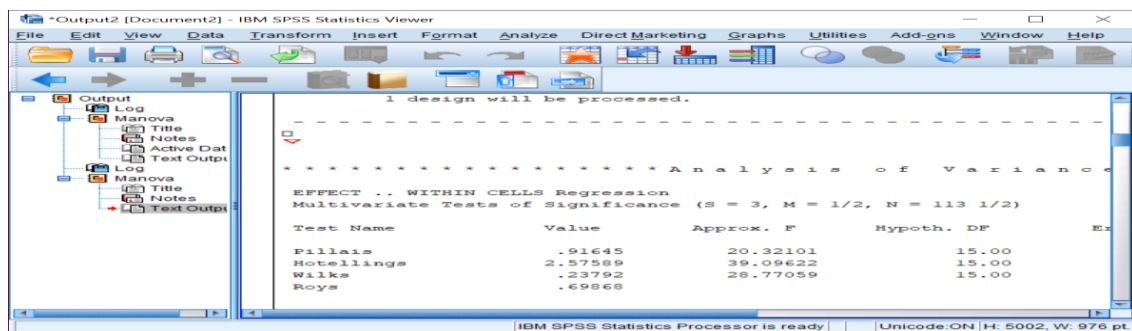 *Output2 [Document2] - IBM SPSS Statistics Viewer
File Edit View Data Transform Insert Format Analyze Direct Marketing Graphs Utilities Add-ons Window Help
Output
Log
Manova
Title
Notes
Active Dat
Text Outpu
Log
Manova
Title
Notes
Text Outpu
1 design will be processed.
- - - - - - - - - - - - - - - - - - - - - - - - - - - - - - - -
* * * * * * * * * * * * * * * * * * A n a l y s i s   o f   V a r i a n c e
EFFECT .. WITHIN CELLS Regression
Multivariate Tests of Significance (S = 3, M = 1/2, N = 113 1/2)
Test Name Value Approx. F Hypoth. DF Er
Pillais .91645 20.32101 15.00
Hotellings 2.57589 39.09622 15.00
Wilks .23792 28.77059 15.00
Roys .69868
IBM SPSS Statistics Processor is ready Unicode:ON H: 5002, W: 976 pt.